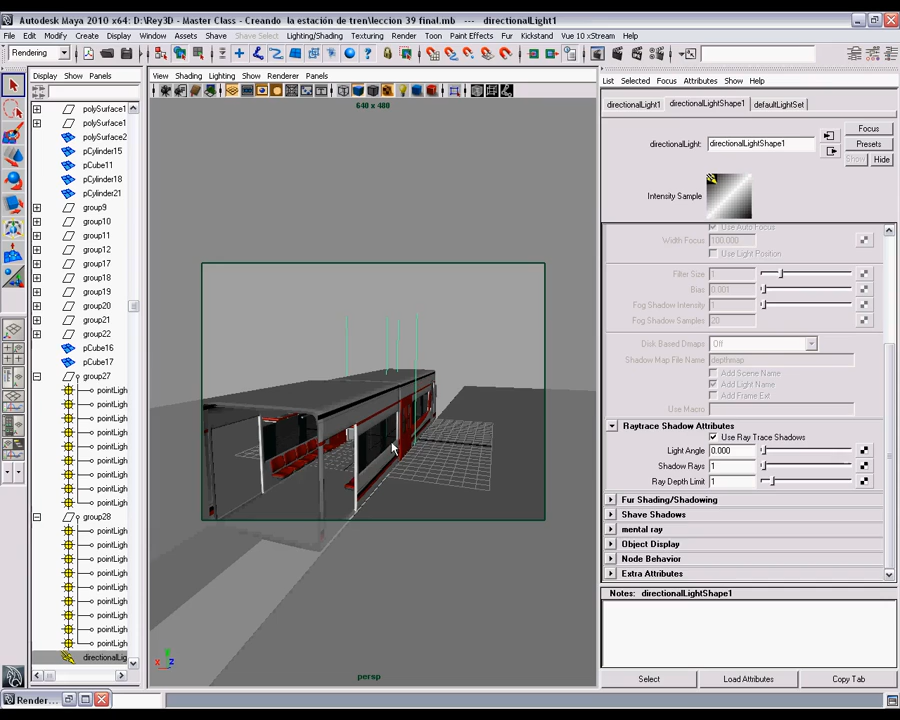 Autodesk Maya 2010 x64: D:\Rey3D - Master Class - Creando la estación de tren\leccion 39 final.mb --- directionalLight1
File Edit Modify Create Display Window Assets Share Select Lighting/Shading Texturing Render Toon Paint Effects Fur Kickstand Vue 10 xStream Help
Rendering
Display Show Panels
View Shading Lighting Show Renderer Panels
List Selected Focus Attributes Show Help
640 x 480
directionalLight1 directionalLightShape1 defaultLightSet
directionalLight: directionalLightShape1
Focus
Presets
Show Hide
Intensity Sample
polySurface1
polySurface1
polySurface2
pCylinder15
pCube11
pCylinder18
pCylinder21
group9
group10
group11
group12
group17
group18
group19
group20
group21
group22
pCube16
pCube17
group27
pointLigh
pointLigh
pointLigh
pointLigh
pointLigh
pointLigh
pointLigh
pointLigh
pointLigh
group28
pointLigh
pointLigh
pointLigh
pointLigh
pointLigh
pointLigh
pointLigh
pointLigh
pointLigh
directionalLig
Use Auto Focus
Width Focus 100.000
Use Light Position
Filter Size 1
Bias 0.001
Fog Shadow Intensity 1
Fog Shadow Samples 20
Disk Based Dmaps Off
Shadow Map File Name depthmap
Add Scene Name
Add Light Name
Add Frame Ext
Use Macro
Raytrace Shadow Attributes
Use Ray Trace Shadows
Light Angle 0.000
Shadow Rays 1
Ray Depth Limit 1
Fur Shading/Shadowing
Shave Shadows
mental ray
Object Display
Node Behavior
Extra Attributes
Notes: directionalLightShape1
Select Load Attributes Copy Tab
persp
x z
Render...